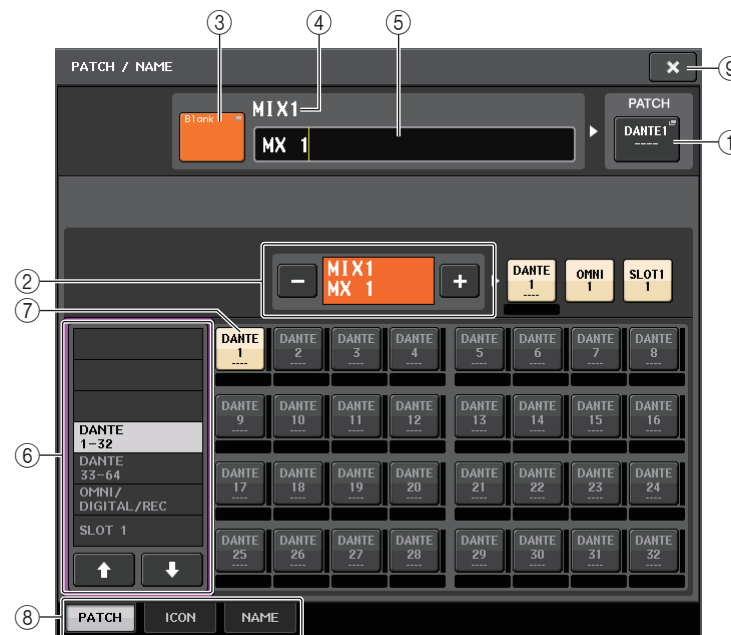 ③ ④ ⑤
PATCH / NAME
×
⑨
Blank
MIX1
MX 1
PATCH
DANTE1
----
①
②
−
MIX1
MX 1
+
DANTE
1
----
OMNI
1
SLOT1
1
⑦
⑥
DANTE
1-32
DANTE
33-64
OMNI/
DIGITAL/REC
SLOT 1
DANTE DANTE DANTE DANTE DANTE DANTE DANTE DANTE
1 2 3 4 5 6 7 8
---- ---- ---- ---- ---- ---- ---- ----
DANTE DANTE DANTE DANTE DANTE DANTE DANTE DANTE
9 10 11 12 13 14 15 16
---- ---- ---- ---- ---- ---- ---- ----
DANTE DANTE DANTE DANTE DANTE DANTE DANTE DANTE
17 18 19 20 21 22 23 24
---- ---- ---- ---- ---- ---- ---- ----
DANTE DANTE DANTE DANTE DANTE DANTE DANTE DANTE
25 26 27 28 29 30 31 32
---- ---- ---- ---- ---- ---- ---- ----
⑧
PATCH ICON NAME